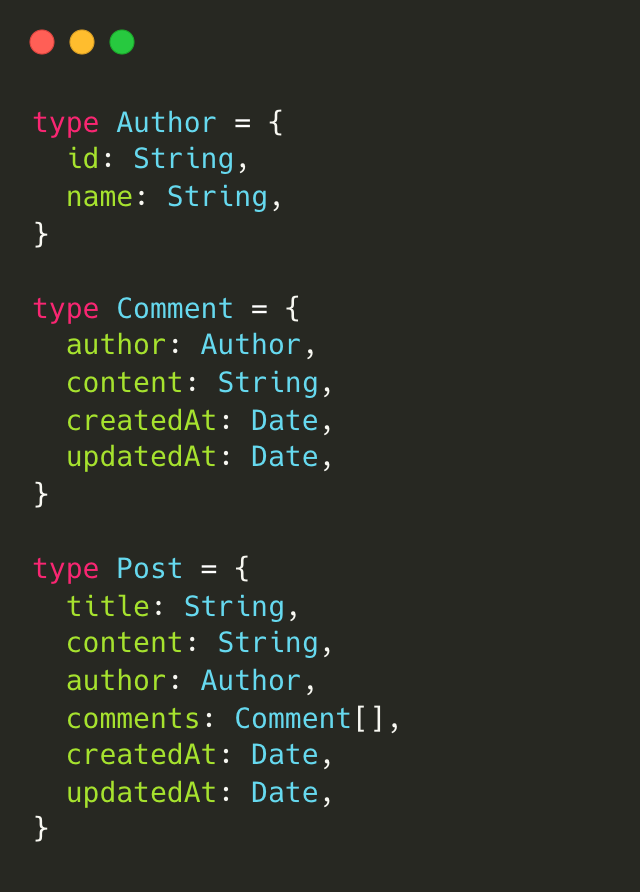 type Author = {
  id: String,
  name: String,
}

type Comment = {
  author: Author,
  content: String,
  createdAt: Date,
  updatedAt: Date,
}

type Post = {
  title: String,
  content: String,
  author: Author,
  comments: Comment[],
  createdAt: Date,
  updatedAt: Date,
}